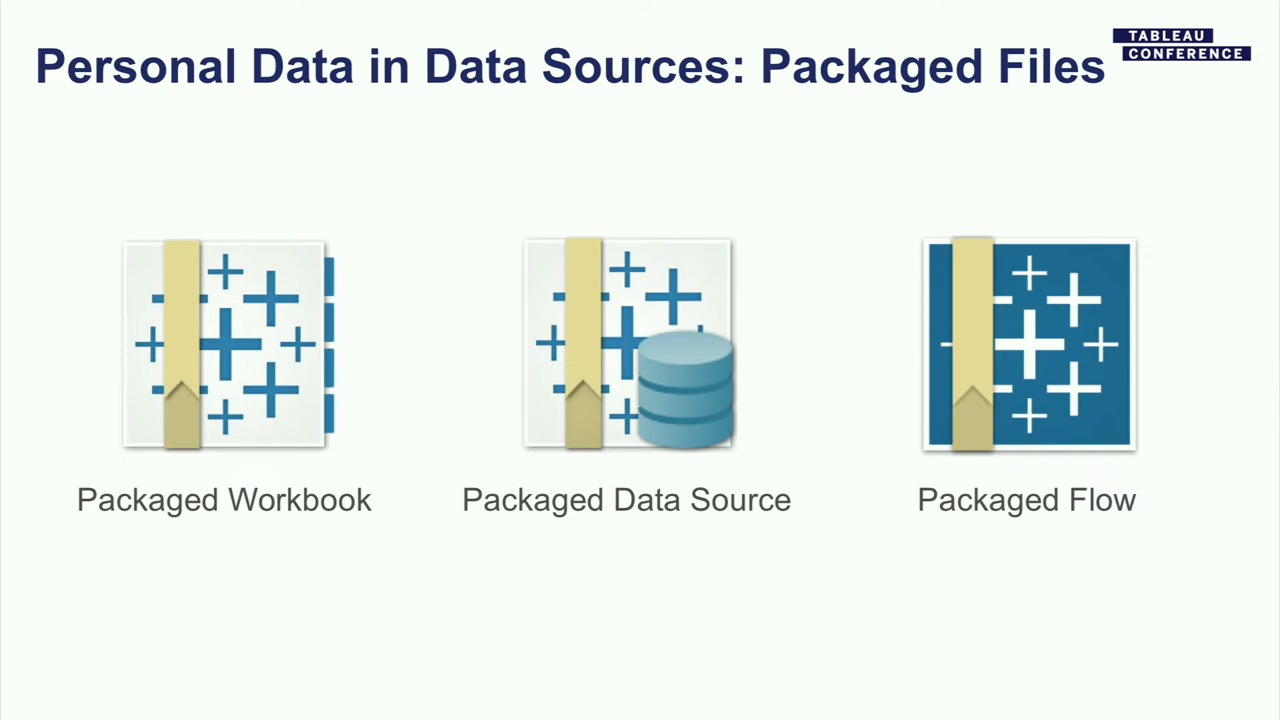 Personal Data in Data Sources: Packaged Files
TABLEAU
CONFERENCE
Packaged Workbook
Packaged Data Source
Packaged Flow